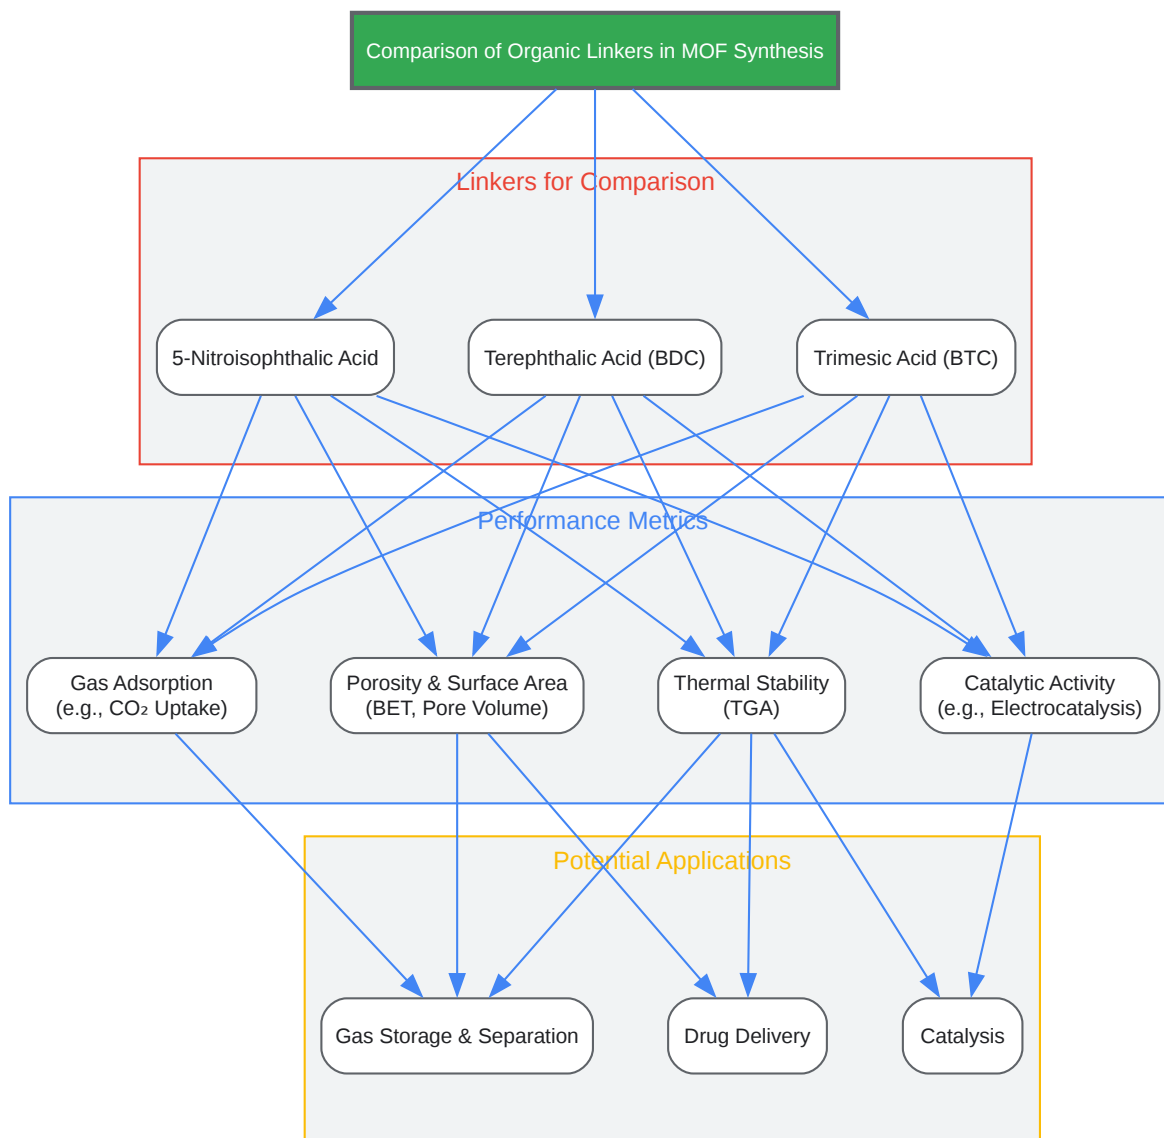 Comparison of Organic Linkers in MOF Synthesis
Linkers for Comparison
5-Nitroisophthalic Acid
Terephthalic Acid (BDC)
Trimesic Acid (BTC)
Performance Metrics
Gas Adsorption
(e.g., CO₂ Uptake)
Porosity & Surface Area
(BET, Pore Volume)
Thermal Stability
(TGA)
Catalytic Activity
(e.g., Electrocatalysis)
Potential Applications
Gas Storage & Separation
Drug Delivery
Catalysis